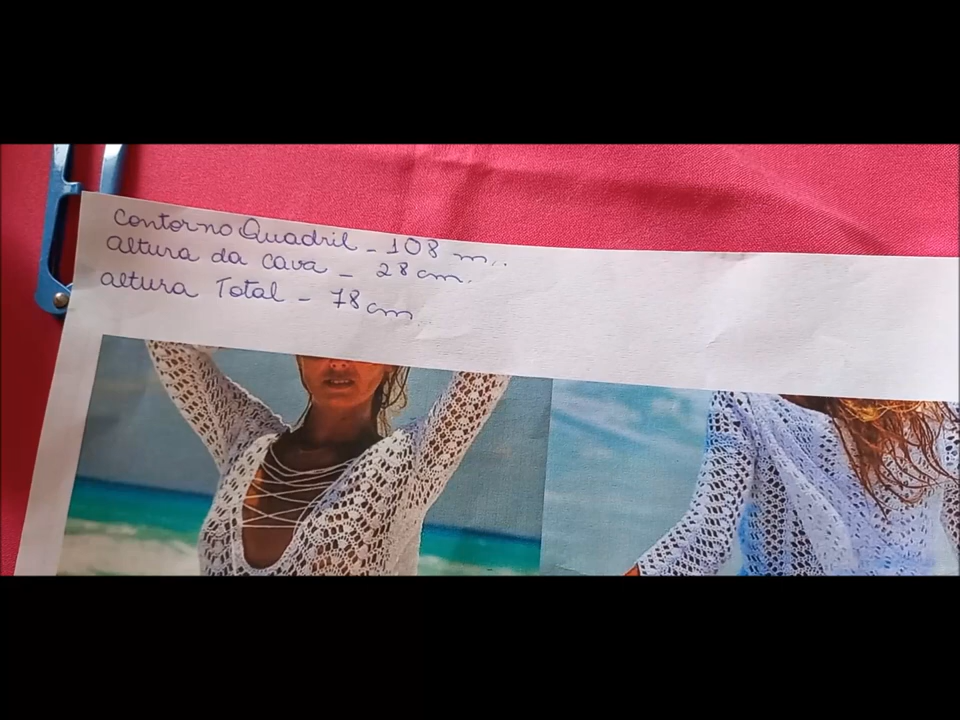 Contorno Quadril - 108 m..
altura da cava - 28 cm.
altura Total - 78 cm